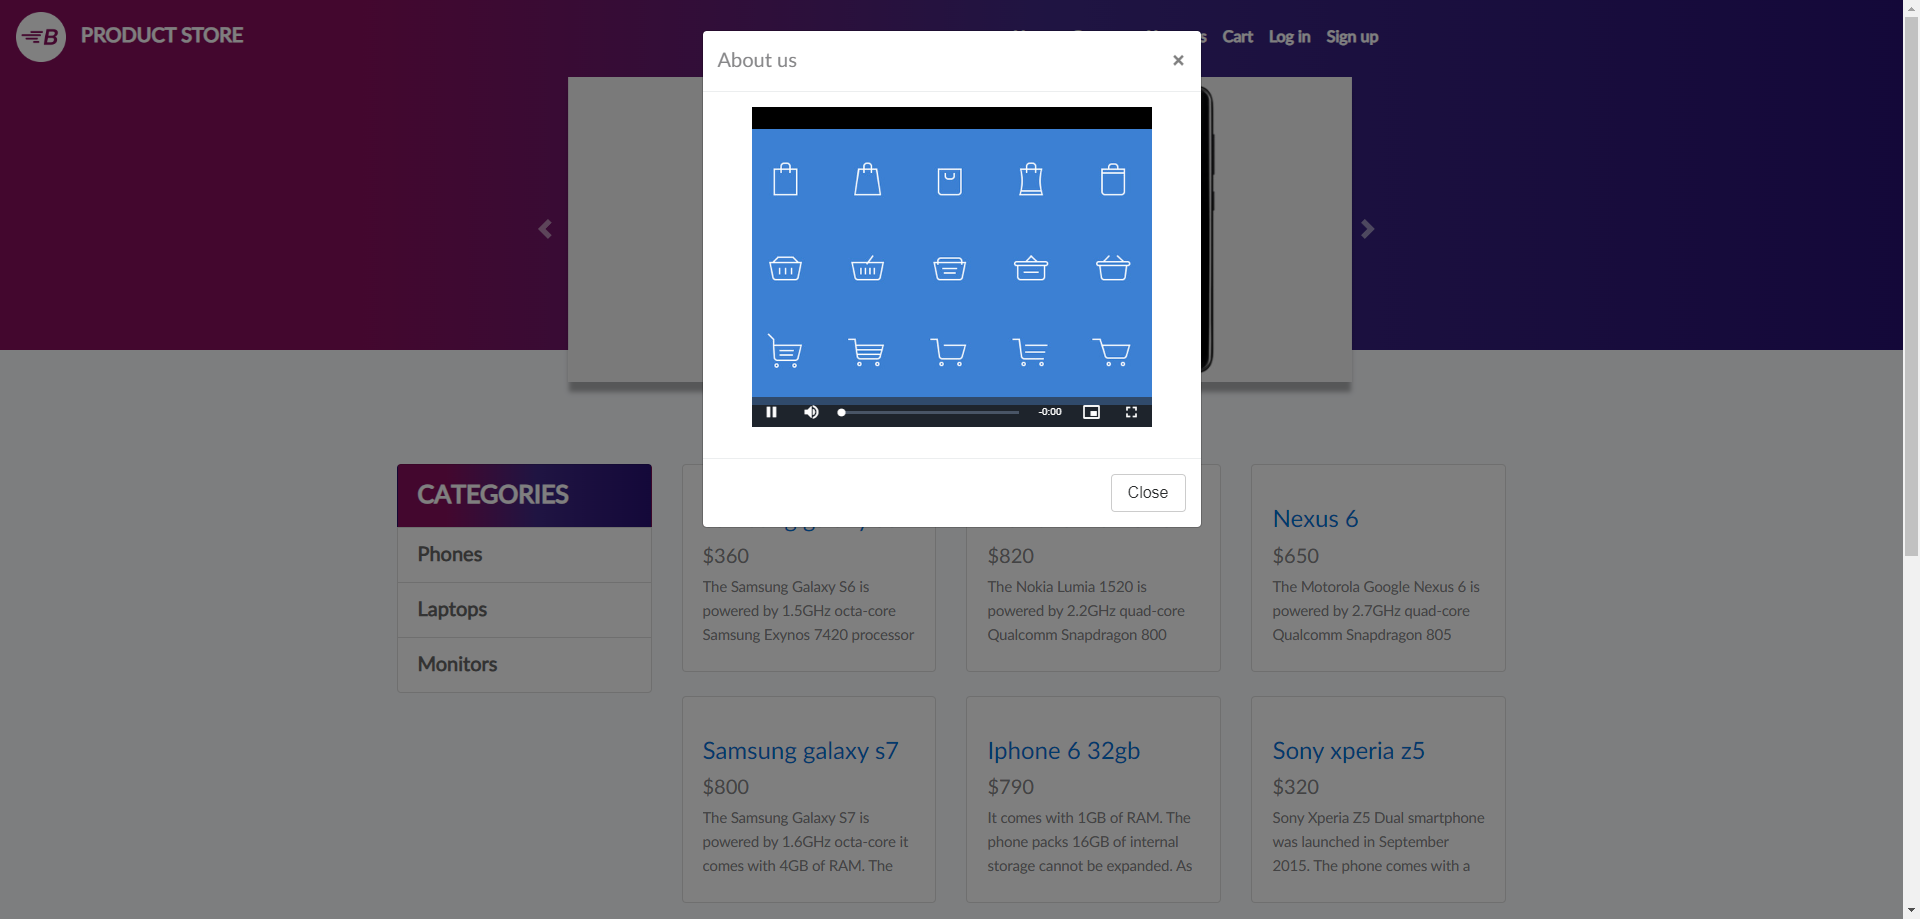 B PRODUCT STORE
Cart Log in Sign up
About us ×
-0:00
Close
CATEGORIES
Phones
Laptops
Monitors
$360
The Samsung Galaxy S6 is
powered by 1.5GHz octa-core
Samsung Exynos 7420 processor
$820
The Nokia Lumia 1520 is
powered by 2.2GHz quad-core
Qualcomm Snapdragon 800
Nexus 6
$650
The Motorola Google Nexus 6 is
powered by 2.7GHz quad-core
Qualcomm Snapdragon 805
Samsung galaxy s7
$800
The Samsung Galaxy S7 is
powered by 1.6GHz octa-core it
comes with 4GB of RAM. The
Iphone 6 32gb
$790
It comes with 1GB of RAM. The
phone packs 16GB of internal
storage cannot be expanded. As
Sony xperia z5
$320
Sony Xperia Z5 Dual smartphone
was launched in September
2015. The phone comes with a